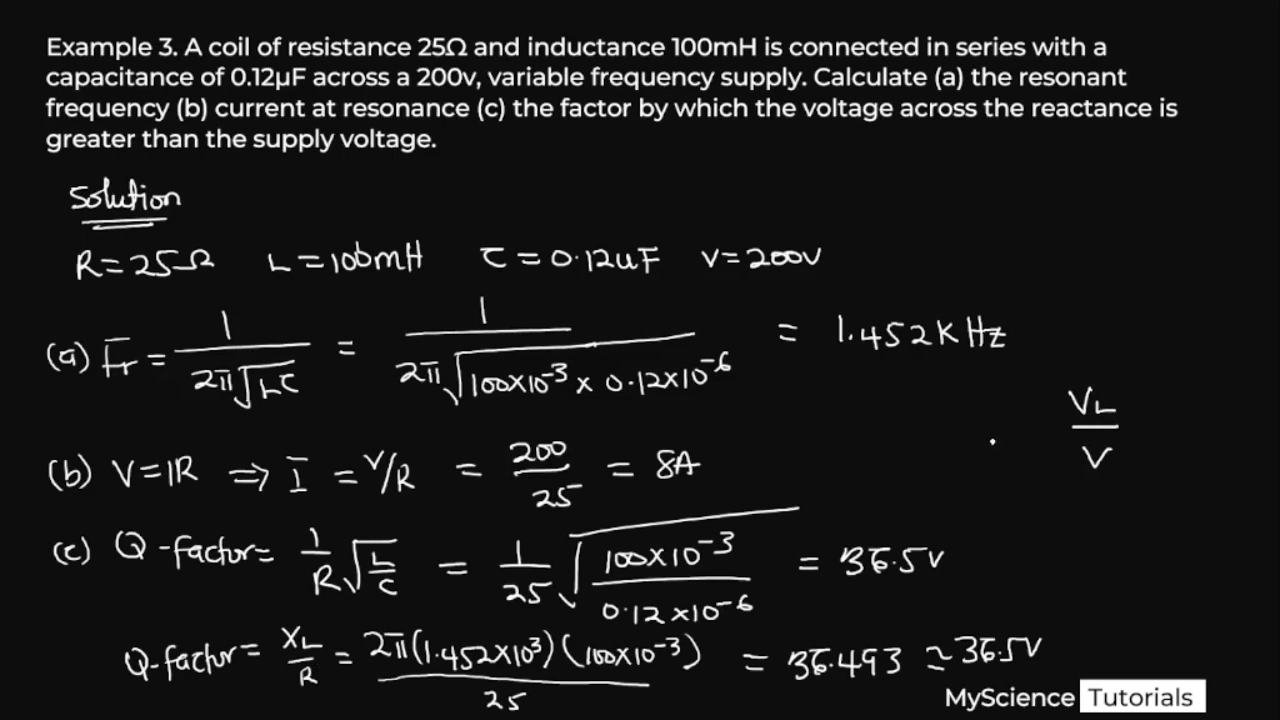 Example 3. A coil of resistance 25Ω and inductance 100mH is connected in series with a
capacitance of 0.12µF across a 200v, variable frequency supply. Calculate (a) the resonant
frequency (b) current at resonance (c) the factor by which the voltage across the reactance is
greater than the supply voltage.
Solution
R=25Ω L=100mH C=0.12uF V=200V
(a) Fr = 1/2π√LC = 1/2π√100x10⁻³ x 0.12x10⁻⁶ = 1.452KHz
VL/V
(b) V=IR ⇒ I = V/R = 200/25 = 8A
(c) Q-factor= 1/R √L/C = 1/25 √100x10⁻³/0.12x10⁻⁶ = 36.5V
Q-factor= XL/R = 2π(1.452x10³)(100x10⁻³)/25 = 36.493 ≃36.5V
MyScience Tutorials